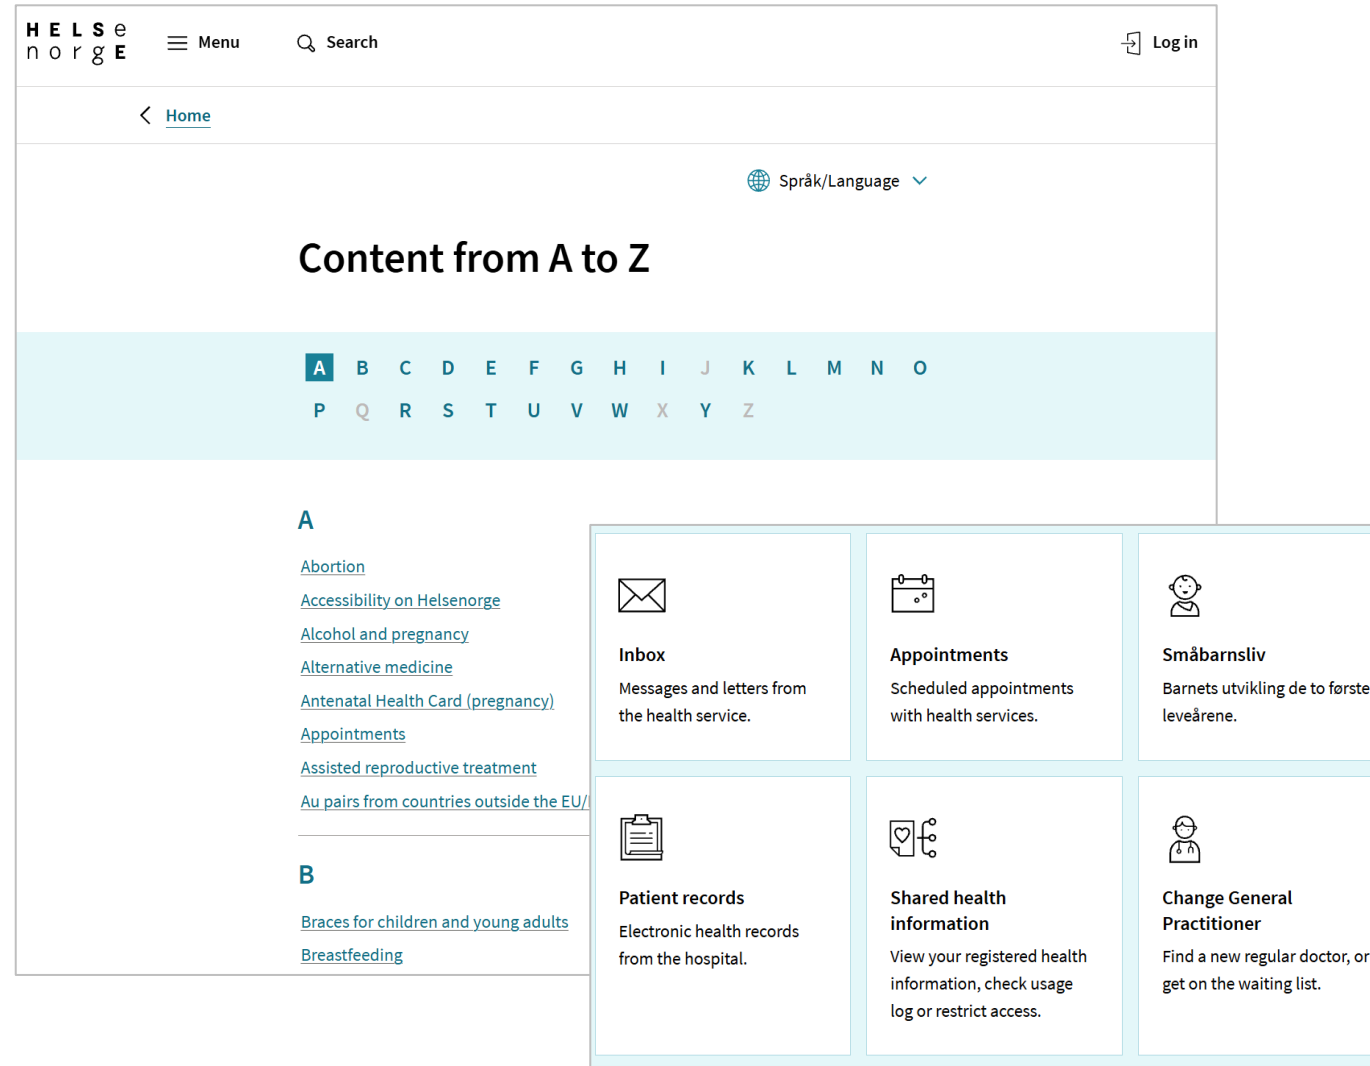 HELSe
norgE
Menu
Search
Log in
Home
Språk/Language
Content from A to Z
A B C D E F G H I J K L M N O
P Q R S T U V W X Y Z
A
Abortion
Accessibility on Helsenorge
Alcohol and pregnancy
Alternative medicine
Antenatal Health Card (pregnancy)
Appointments
Assisted reproductive treatment
Au pairs from countries outside the EU/
B
Braces for children and young adults
Breastfeeding
Inbox
Messages and letters from
the health service.
Appointments
Scheduled appointments
with health services.
Småbarnsliv
Barnets utvikling de to første
leveårene.
Patient records
Electronic health records
from the hospital.
Shared health
information
View your registered health
information, check usage
log or restrict access.
Change General
Practitioner
Find a new regular doctor, or
get on the waiting list.